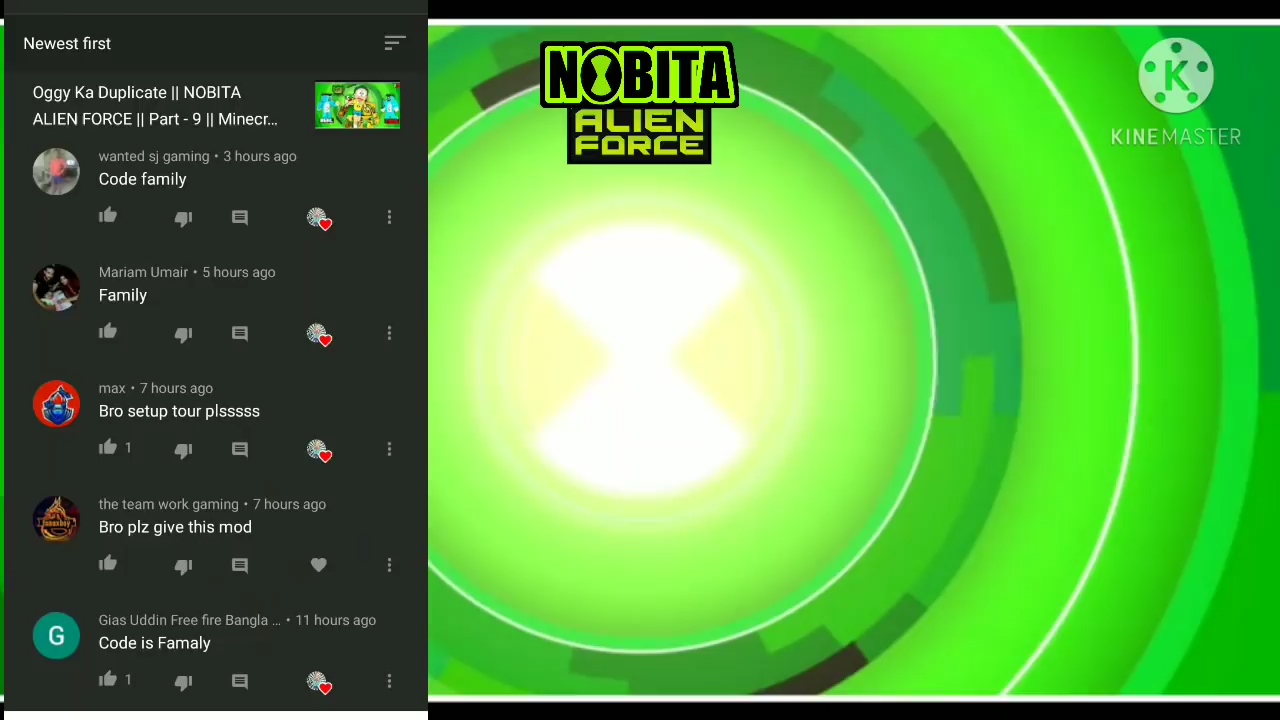 Newest first
Oggy Ka Duplicate || NOBITA
ALIEN FORCE || Part - 9 || Minecr...
wanted sj gaming • 3 hours ago
Code family
Mariam Umair • 5 hours ago
Family
max • 7 hours ago
Bro setup tour plsssss
1
the team work gaming • 7 hours ago
Bro plz give this mod
G
Gias Uddin Free fire Bangla ... • 11 hours ago
Code is Famaly
1
NOBITA
ALIEN
FORCE
K
KINEMASTER